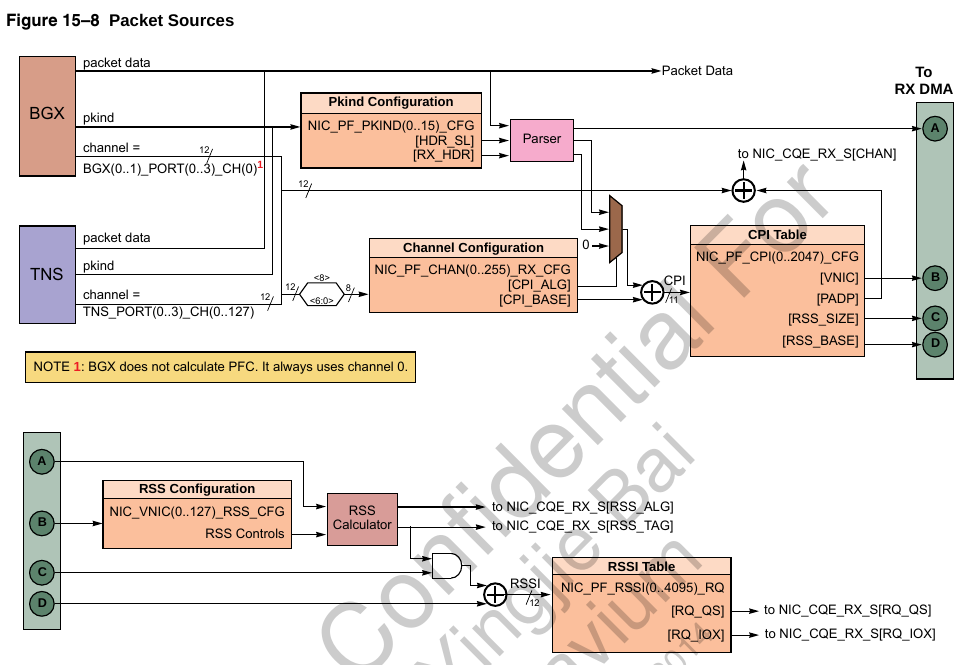 Figure 15–8 Packet Sources
packet data
Packet Data
To
RX DMA
BGX
pkind
channel =
12
BGX(0..1)_PORT(0..3)_CH(0)1
Pkind Configuration
NIC_PF_PKIND(0..15)_CFG
[HDR_SL]
[RX_HDR]
Parser
A
to NIC_CQE_RX_S[CHAN]
12
TNS
packet data
pkind
channel =
12
TNS_PORT(0..3)_CH(0..127)
12
<8>
<6:0>
8
Channel Configuration
NIC_PF_CHAN(0..255)_RX_CFG
[CPI_ALG]
[CPI_BASE]
0
CPI
11
CPI Table
NIC_PF_CPI(0..2047)_CFG
[VNIC]
[PADP]
[RSS_SIZE]
[RSS_BASE]
B
C
D
NOTE 1: BGX does not calculate PFC. It always uses channel 0.
A
B
C
D
RSS Configuration
NIC_VNIC(0..127)_RSS_CFG
RSS Controls
RSS
Calculator
to NIC_CQE_RX_S[RSS_ALG]
to NIC_CQE_RX_S[RSS_TAG]
RSSI
12
RSSI Table
NIC_PF_RSSI(0..4095)_RQ
[RQ_QS]
[RQ_IOX]
to NIC_CQE_RX_S[RQ_QS]
to NIC_CQE_RX_S[RQ_IOX]
Confidential For
Yingjie Bai
Cavium
2014